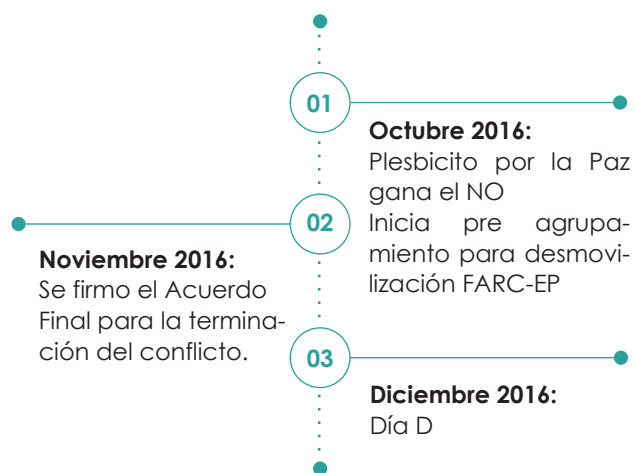 01
Octubre 2016:
Plesbicito por la Paz
gana el NO
Inicia pre agrupa-
miento para desmovi-
lización FARC-EP
02
Noviembre 2016:
Se firmo el Acuerdo
Final para la termina-
ción del conflicto.
03
Diciembre 2016:
Día D